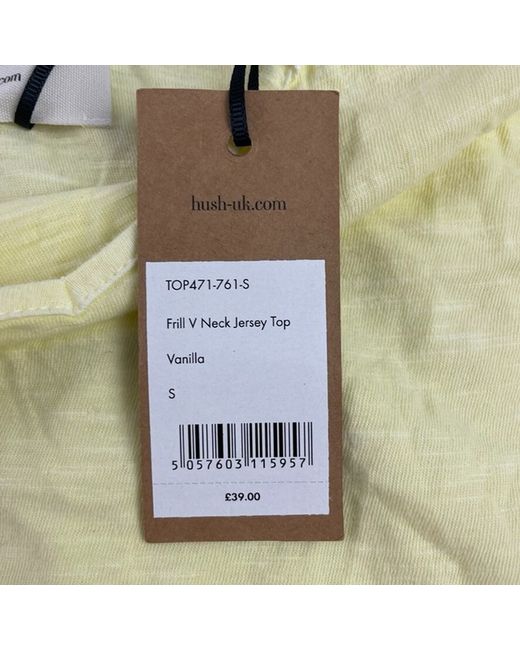 .com
hush-uk.com
TOP471-761-S
Frill V Neck Jersey Top
Vanilla
S
5 057603 115957
£39.00